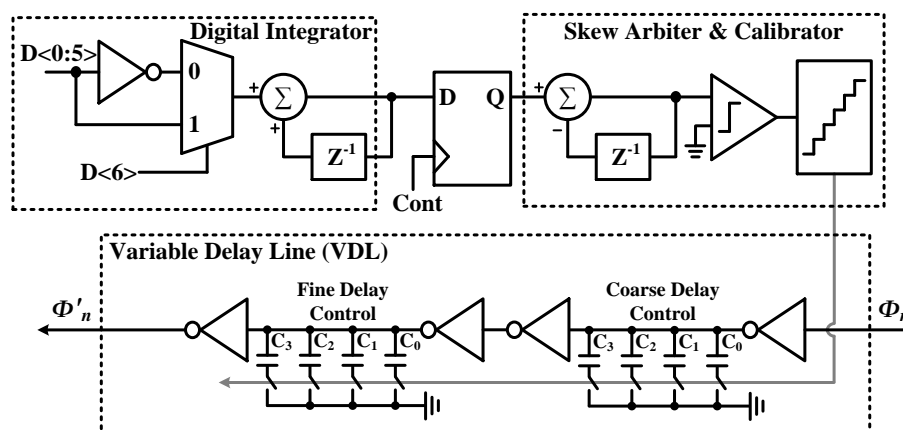 Digital Integrator
Skew Arbiter & Calibrator
D<0:5>
0
1
D<6>
+
Σ
+
Z⁻¹
D Q
Cont
+
Σ
−
Z⁻¹
Variable Delay Line (VDL)
Φ'n
Fine Delay
Control
Coarse Delay
Control
Φn
C₃ C₂ C₁ C₀
C₃ C₂ C₁ C₀